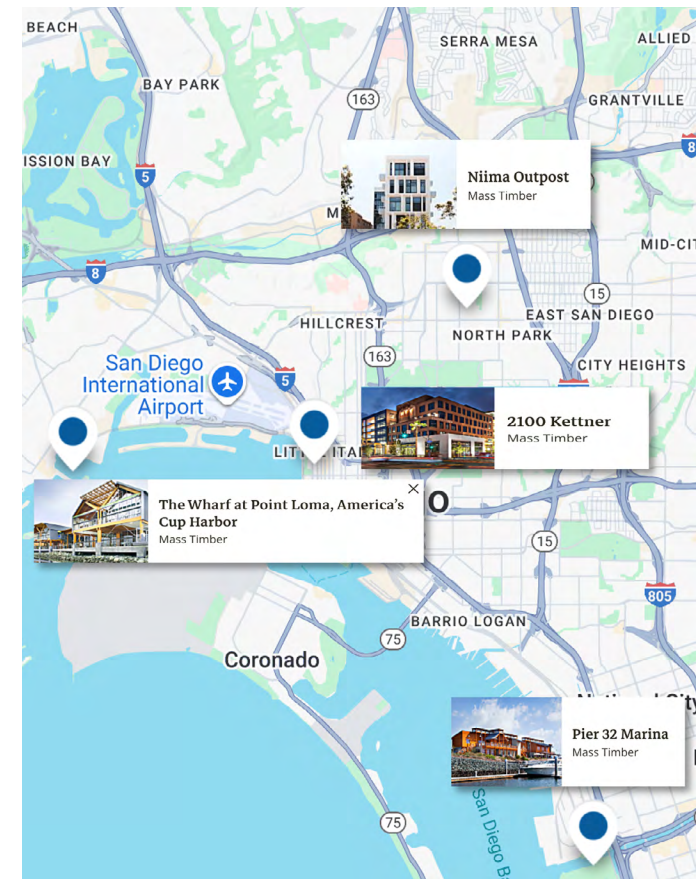 BEACH
SERRA MESA
ALLIED
BAY PARK
163
GRANTVILLE
8
ISSION BAY
5
Niima Outpost
Mass Timber
M
MID-CIT
8
15
HILLCREST
EAST SAN DIEGO
NORTH PARK
163
CITY HEIGHTS
San Diego
International
Airport
5
2100 Kettner
Mass Timber
LITTLE ITA
The Wharf at Point Loma, America's
Cup Harbor
Mass Timber
O
15
805
BARRIO LOGAN
75
Coronado
Pier 32 Marina
Mass Timber
75
San Diego B